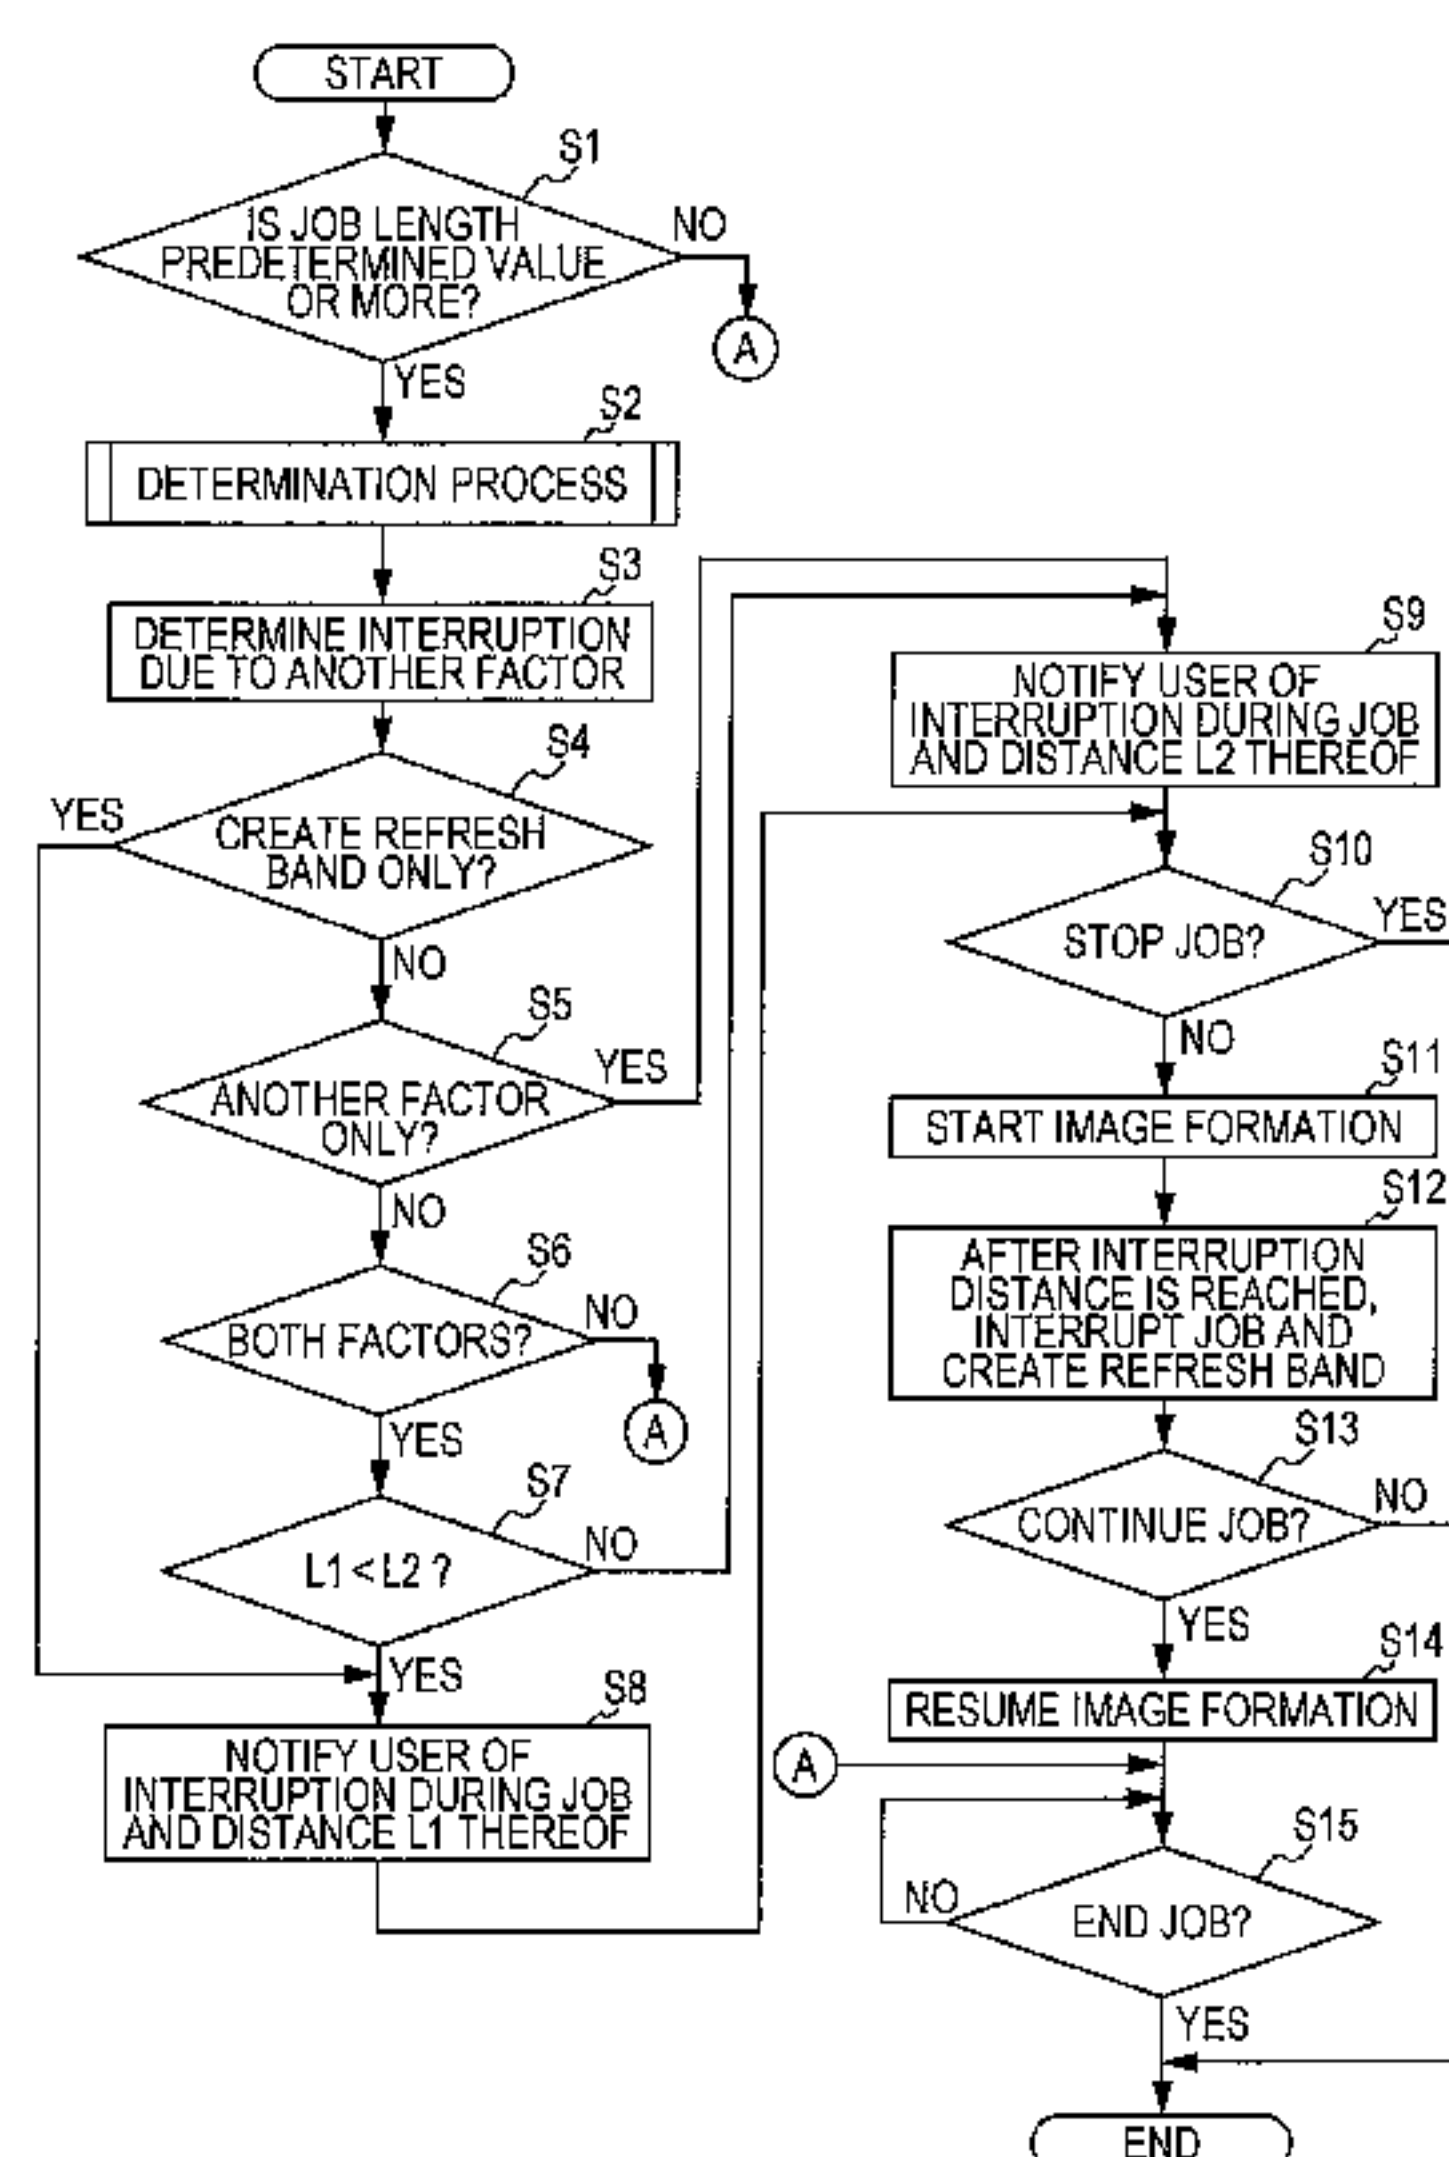 START
S1
IS JOB LENGTH
PREDETERMINED VALUE
OR MORE?
NO
A
YES
S2
DETERMINATION PROCESS
S3
DETERMINE INTERRUPTION
DUE TO ANOTHER FACTOR
S4
YES
CREATE REFRESH
BAND ONLY?
NO
S5
YES
ANOTHER FACTOR
ONLY?
NO
S6
NO
BOTH FACTORS?
A
YES
S7
NO
L1 < L2 ?
YES
S8
NOTIFY USER OF
INTERRUPTION DURING JOB
AND DISTANCE L1 THEREOF
S9
NOTIFY USER OF
INTERRUPTION DURING JOB
AND DISTANCE L2 THEREOF
S10
YES
STOP JOB?
NO
S11
START IMAGE FORMATION
S12
AFTER INTERRUPTION
DISTANCE IS REACHED,
INTERRUPT JOB AND
CREATE REFRESH BAND
S13
NO
CONTINUE JOB?
YES
S14
RESUME IMAGE FORMATION
A
S15
NO
END JOB?
YES
END